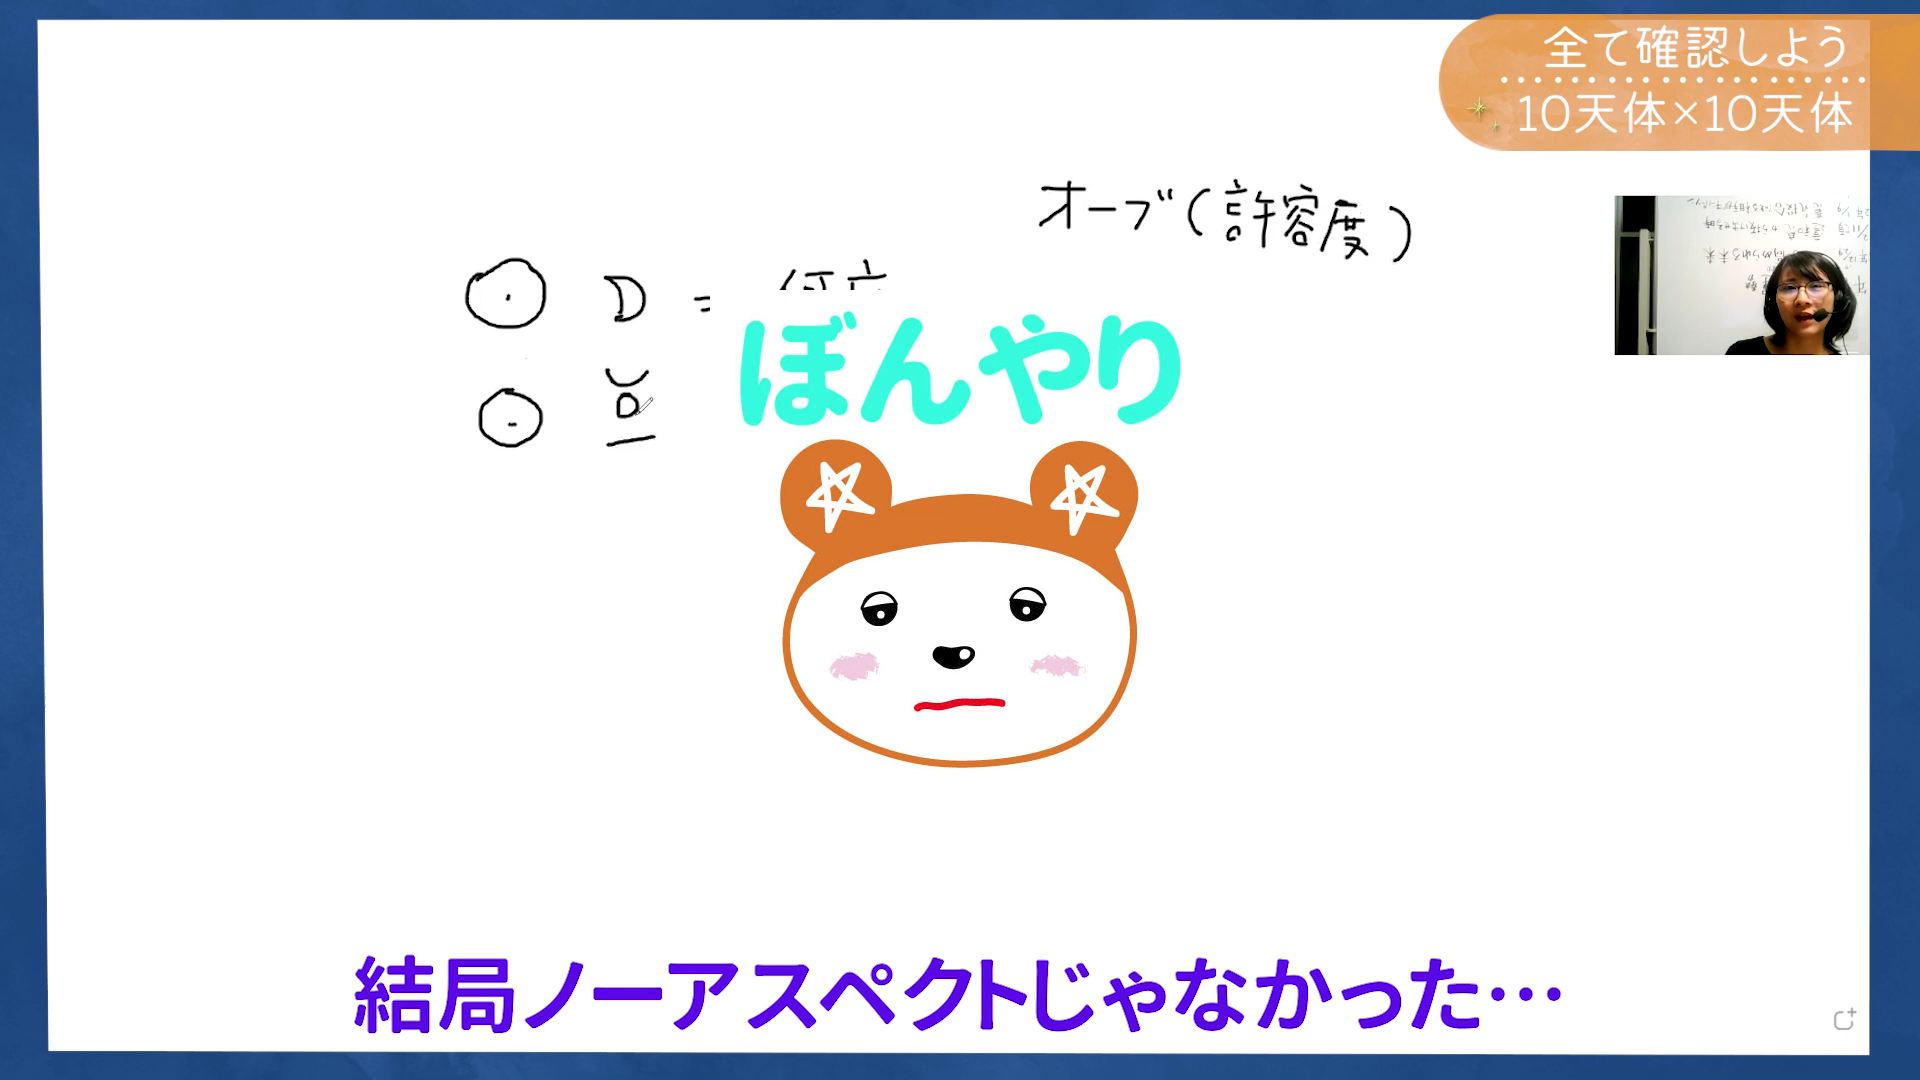 全て確認しよう
10天体×10天体
オーブ(許容度)
☉ D =
ぼんやり
☉ ☿
結局ノーアスペクトじゃなかった…